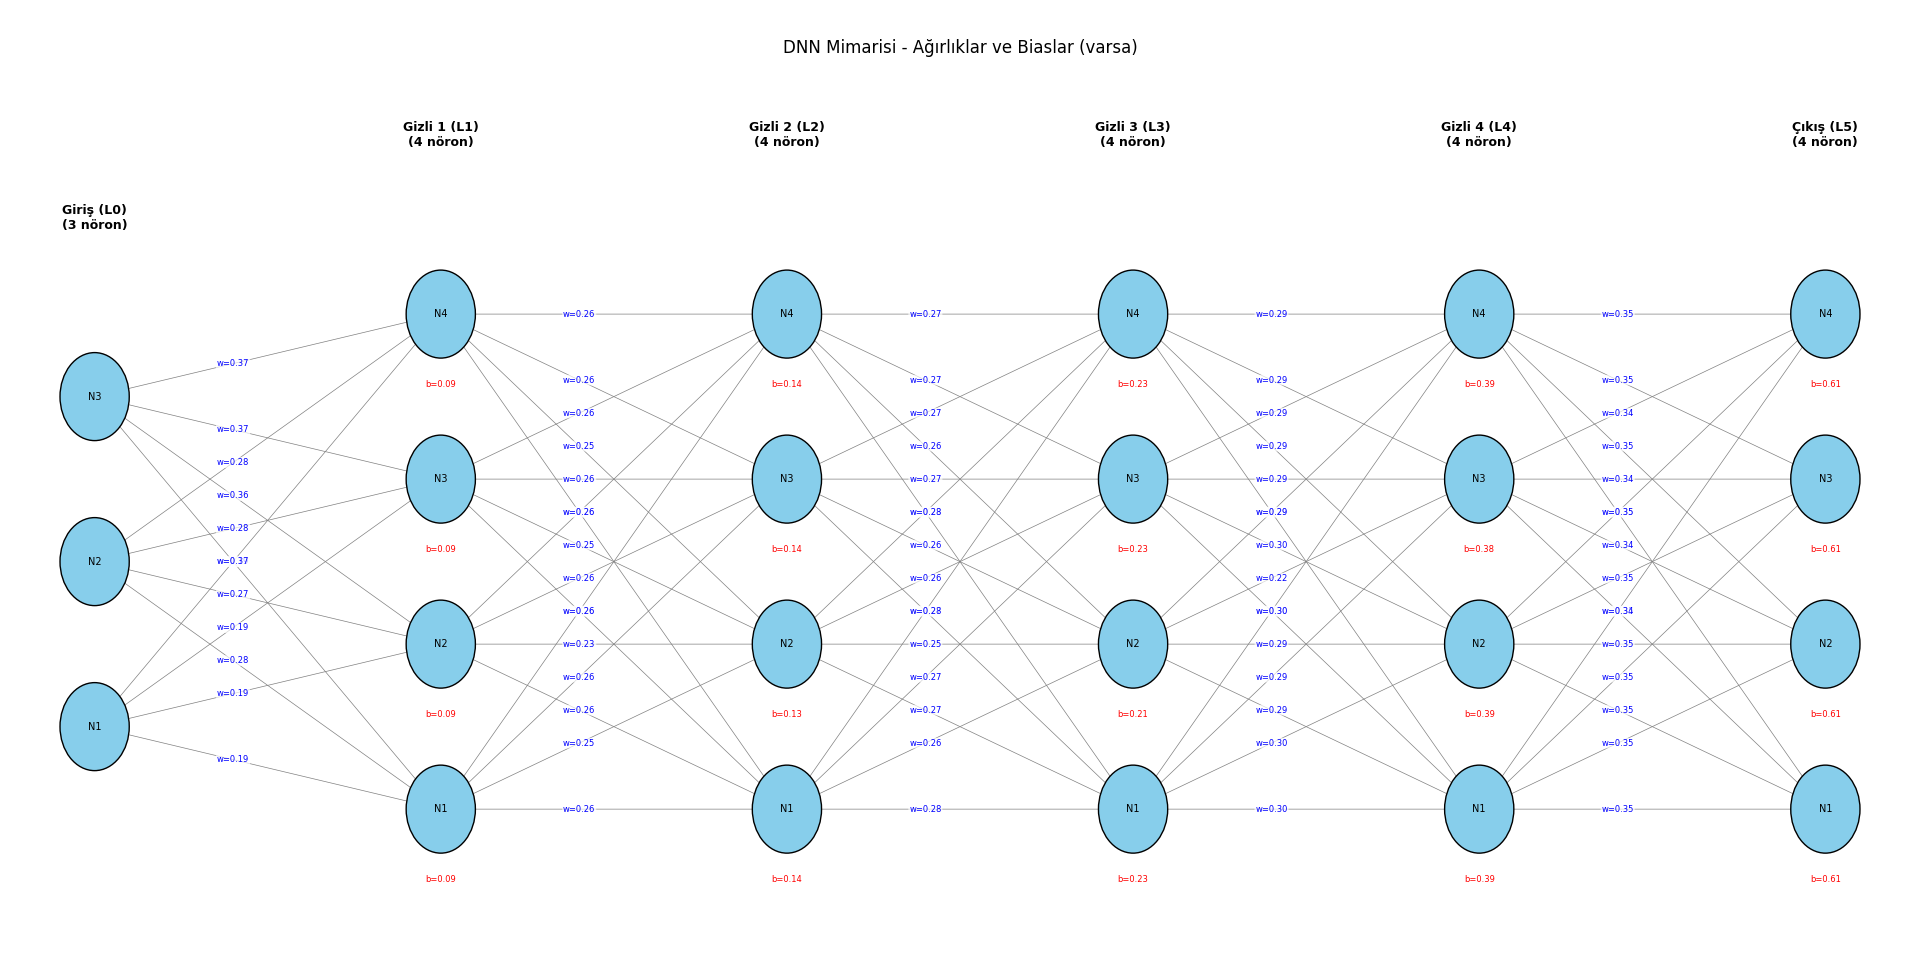 DNN Mimarisi - Ağırlıklar ve Biaslar (varsa)
Gizli 1 (L1)
(4 nöron)
Gizli 2 (L2)
(4 nöron)
Gizli 3 (L3)
(4 nöron)
Gizli 4 (L4)
(4 nöron)
Çıkış (L5)
(4 nöron)
Giriş (L0)
(3 nöron)
N3
N2
N1
w=0.37
w=0.37
w=0.28
w=0.36
w=0.28
w=0.37
w=0.27
w=0.19
w=0.28
w=0.19
w=0.19
N4
b=0.09
N3
b=0.09
N2
b=0.09
N1
b=0.09
w=0.26
w=0.26
w=0.26
w=0.25
w=0.26
w=0.26
w=0.25
w=0.26
w=0.26
w=0.23
w=0.26
w=0.26
w=0.25
w=0.26
N4
b=0.14
N3
b=0.14
N2
b=0.13
N1
b=0.14
w=0.27
w=0.27
w=0.27
w=0.26
w=0.27
w=0.28
w=0.26
w=0.26
w=0.28
w=0.25
w=0.27
w=0.27
w=0.26
w=0.28
N4
b=0.23
N3
b=0.23
N2
b=0.21
N1
b=0.23
w=0.29
w=0.29
w=0.29
w=0.29
w=0.29
w=0.29
w=0.30
w=0.22
w=0.30
w=0.29
w=0.29
w=0.29
w=0.30
w=0.30
N4
b=0.39
N3
b=0.38
N2
b=0.39
N1
b=0.39
w=0.35
w=0.35
w=0.34
w=0.35
w=0.34
w=0.35
w=0.34
w=0.35
w=0.34
w=0.35
w=0.35
w=0.35
w=0.35
w=0.35
N4
b=0.61
N3
b=0.61
N2
b=0.61
N1
b=0.61